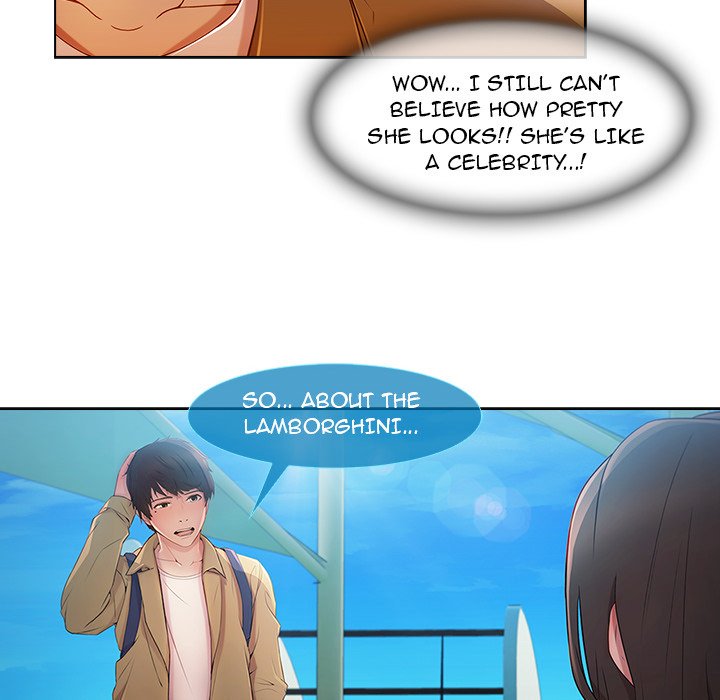 WOW... I STILL CAN'T
BELIEVE HOW PRETTY
SHE LOOKS!! SHE'S LIKE
A CELEBRITY...!
SO... ABOUT THE
LAMBORGHINI...